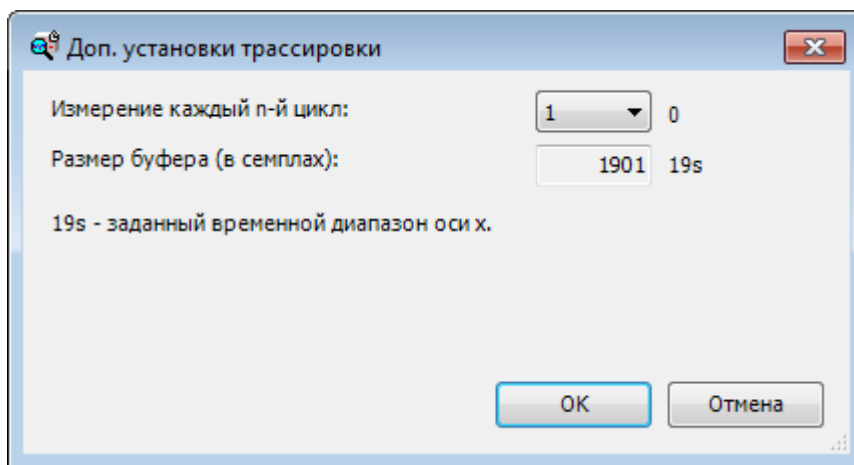 Доп. установки трассировки
Измерение каждый n-й цикл: 1 0
Размер буфера (в семплах): 1901 19s
19s - заданный временной диапазон оси x.
OK Отмена